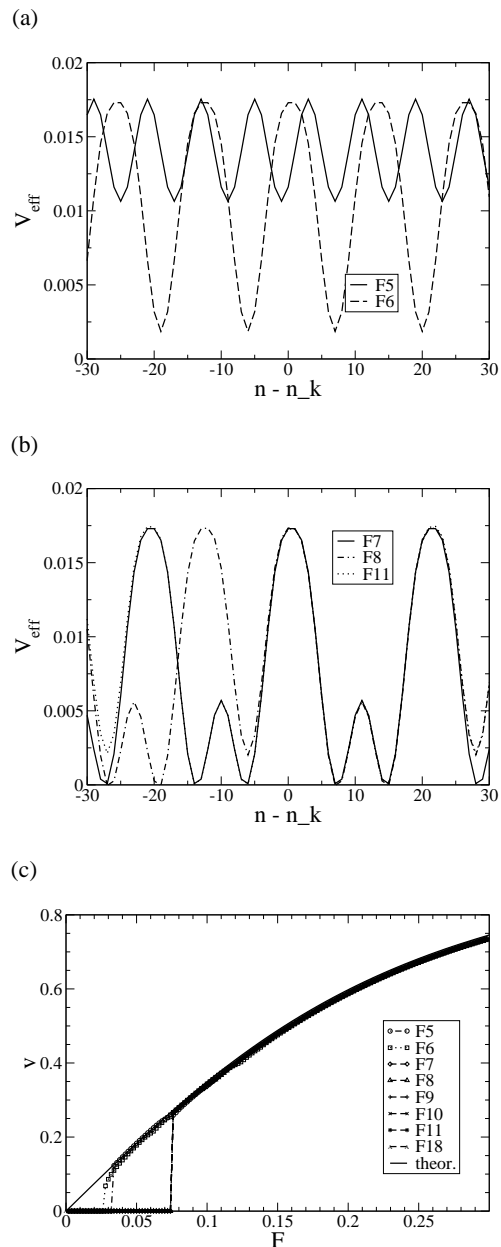 (a)
0.02
0.015
0.01
0.005
0
V_eff
-30 -20 -10 0 10 20 30
n - n_k
F5
F6
(b)
0.02
0.015
0.01
0.005
0
V_eff
-30 -20 -10 0 10 20 30
n - n_k
F7
F8
F11
(c)
0.8
0.6
0.4
0.2
0
v
0 0.05 0.1 0.15 0.2 0.25
F
F5
F6
F7
F8
F9
F10
F11
F18
theor.